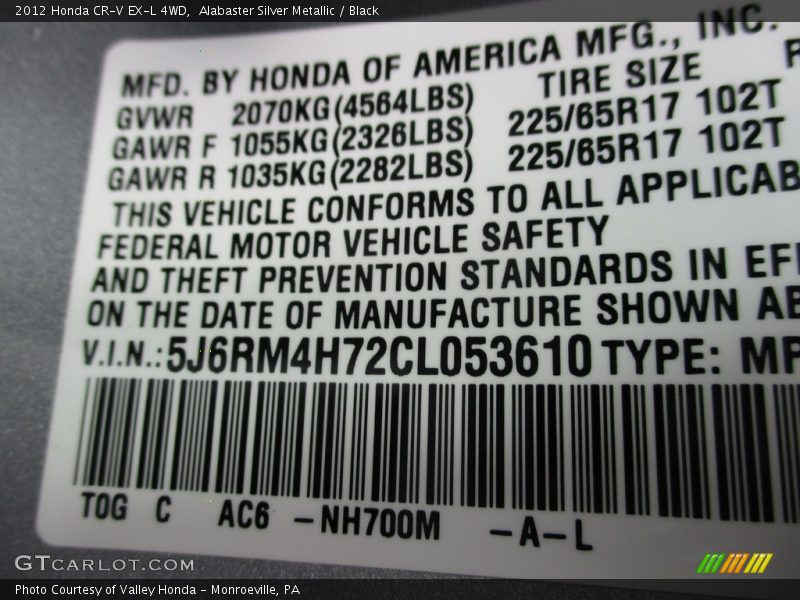 2012 Honda CR-V EX-L 4WD, Alabaster Silver Metallic / Black
MFD. BY HONDA OF AMERICA MFG., INC.
GVWR 2070KG(4564LBS) TIRE SIZE R
GAWR F 1055KG(2326LBS) 225/65R17 102T
GAWR R 1035KG(2282LBS) 225/65R17 102T
THIS VEHICLE CONFORMS TO ALL APPLICAB
FEDERAL MOTOR VEHICLE SAFETY
AND THEFT PREVENTION STANDARDS IN EFF
ON THE DATE OF MANUFACTURE SHOWN AB
V.I.N.:5J6RM4H72CL053610 TYPE: MP
TOG C AC6 -NH700M -A-L
GTCARLOT.COM
Photo Courtesy of Valley Honda - Monroeville, PA